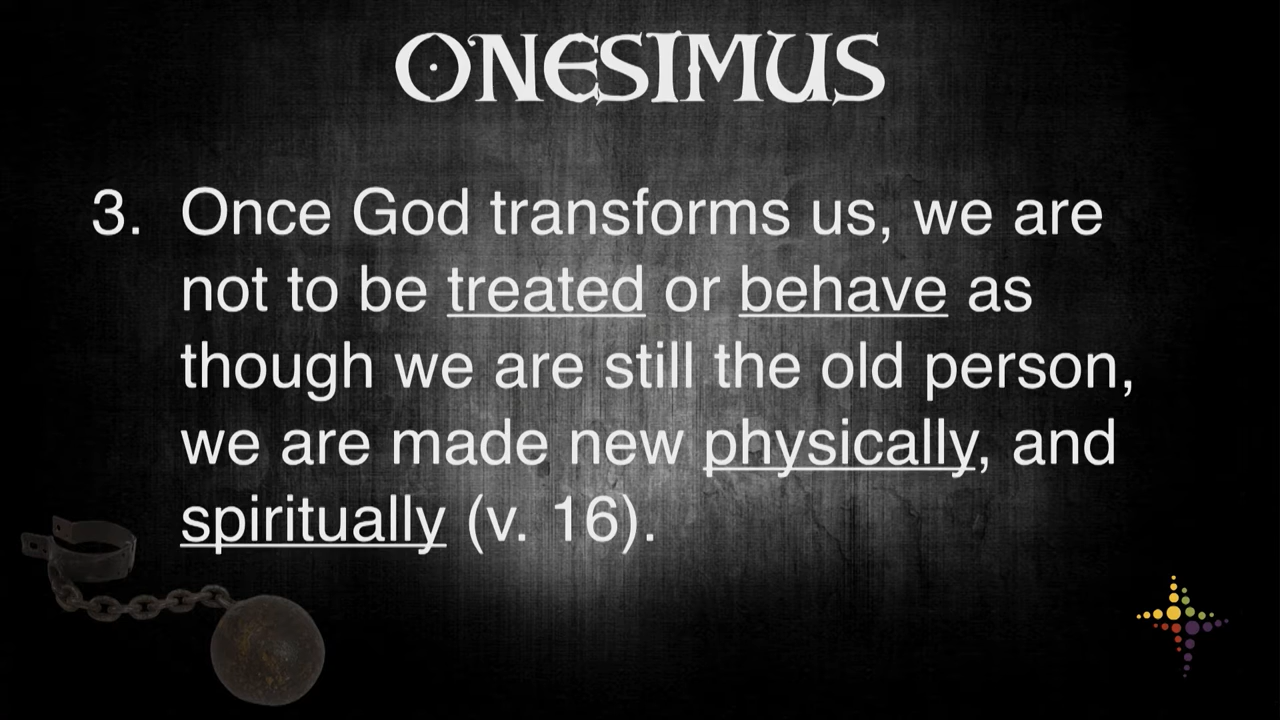 ONESIMUS
3. Once God transforms us, we are
not to be treated or behave as
though we are still the old person,
we are made new physically, and
spiritually (v. 16).